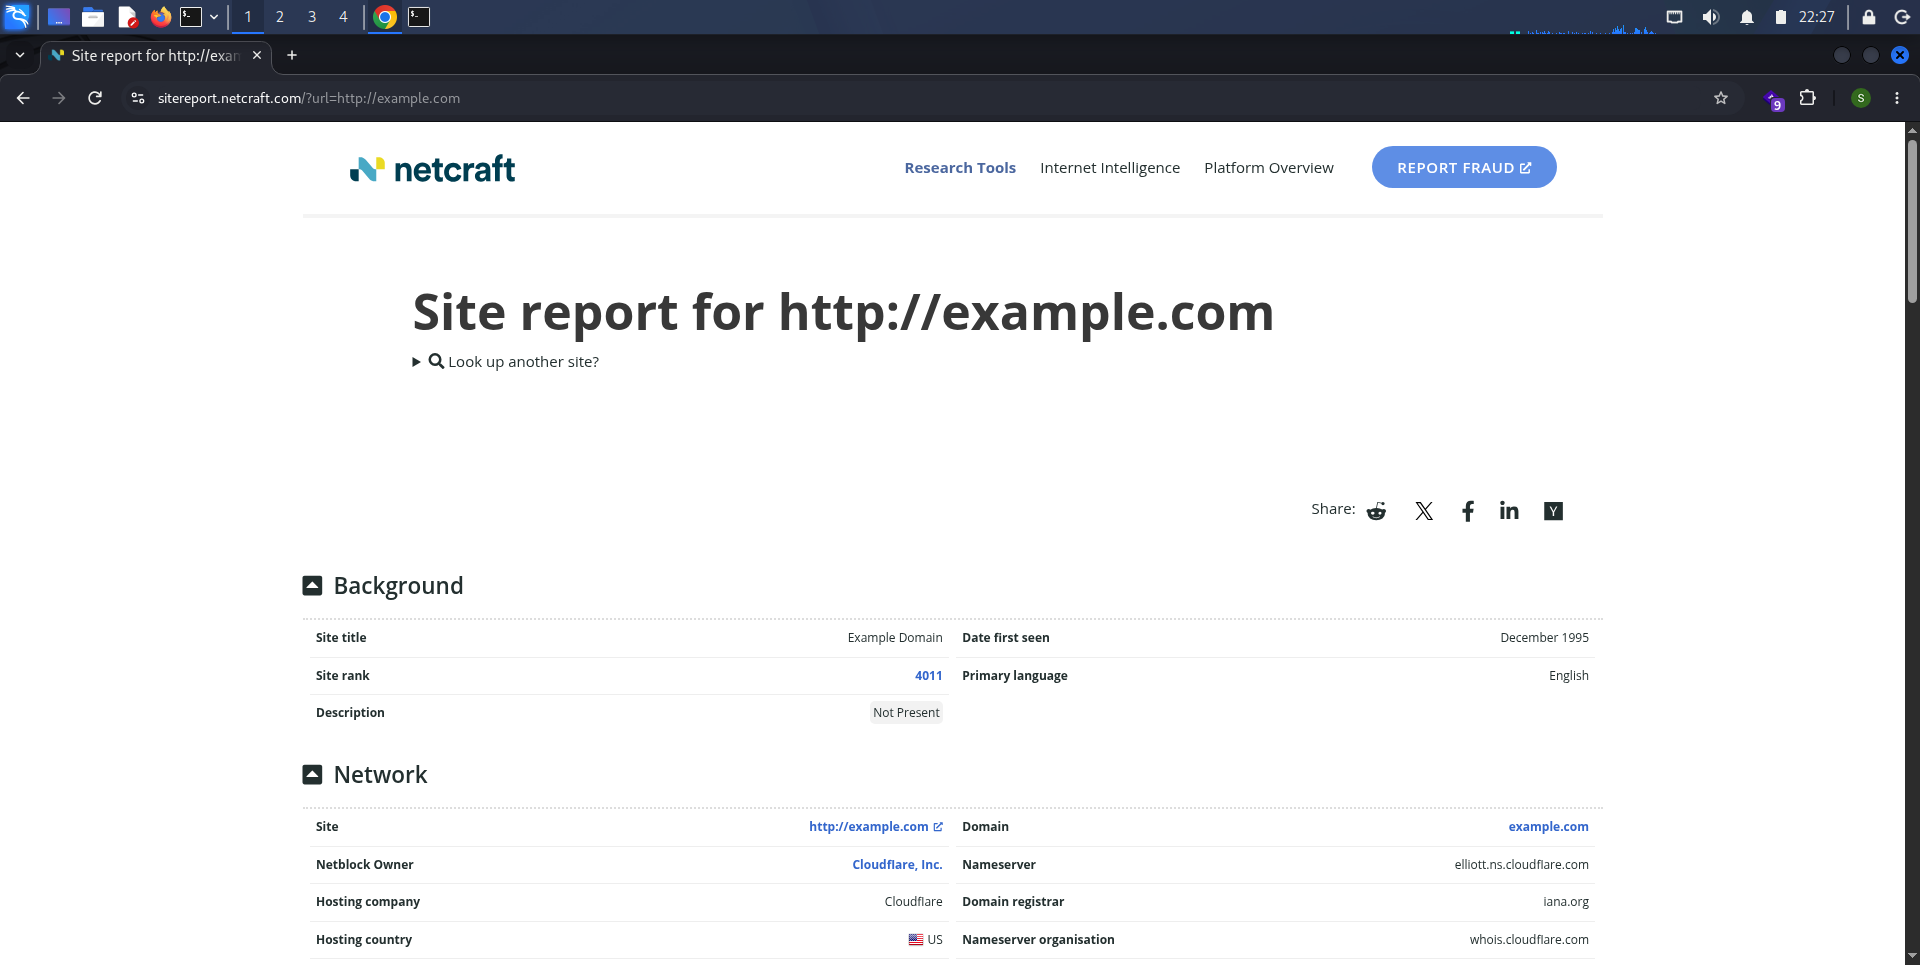 1 2 3 4 22:27
Site report for http://exam
sitereport.netcraft.com/?url=http://example.com 9 S
netcraft Research Tools Internet Intelligence Platform Overview REPORT FRAUD
Site report for http://example.com
Look up another site?
Share:
Background
Site title Example Domain Date first seen December 1995
Site rank 4011 Primary language English
Description Not Present
Network
Site http://example.com Domain example.com
Netblock Owner Cloudflare, Inc. Nameserver elliott.ns.cloudflare.com
Hosting company Cloudflare Domain registrar iana.org
Hosting country US Nameserver organisation whois.cloudflare.com